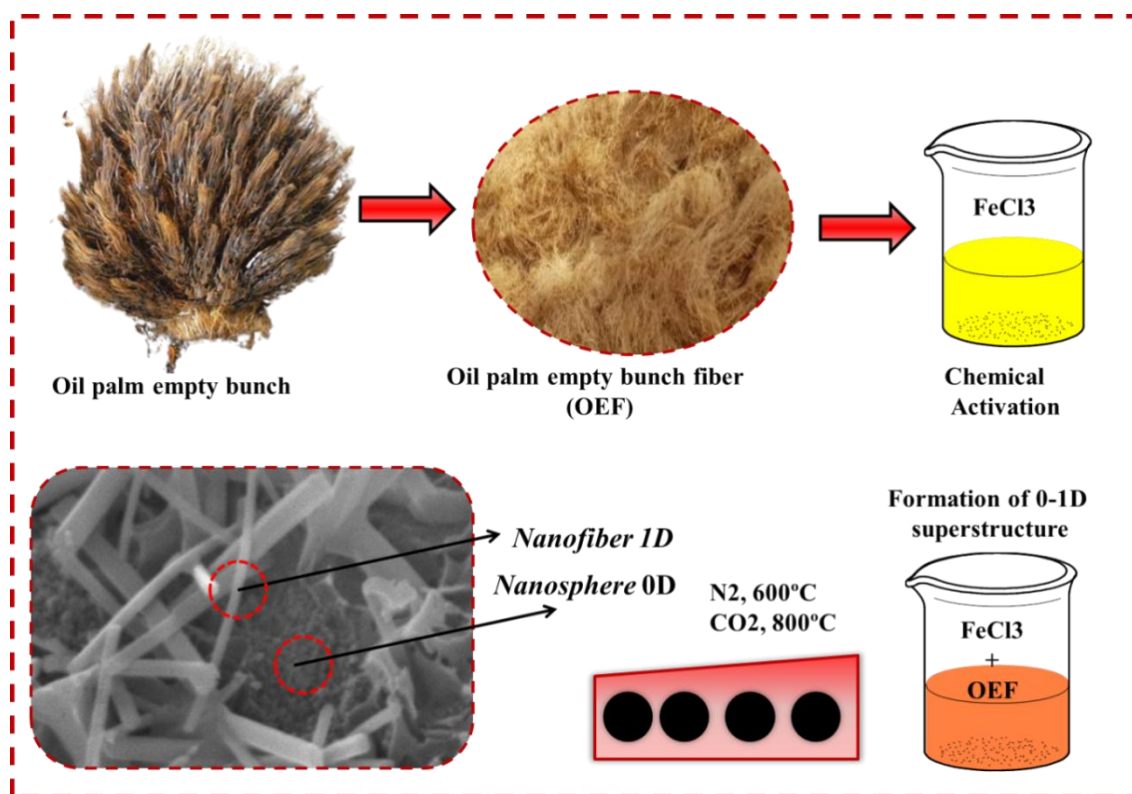 FeCl3
Oil palm empty bunch
Oil palm empty bunch fiber
(OEF)
Chemical
Activation
Formation of 0-1D
superstructure
Nanofiber 1D
Nanosphere 0D
N2, 600ºC
CO2, 800ºC
FeCl3
+
OEF